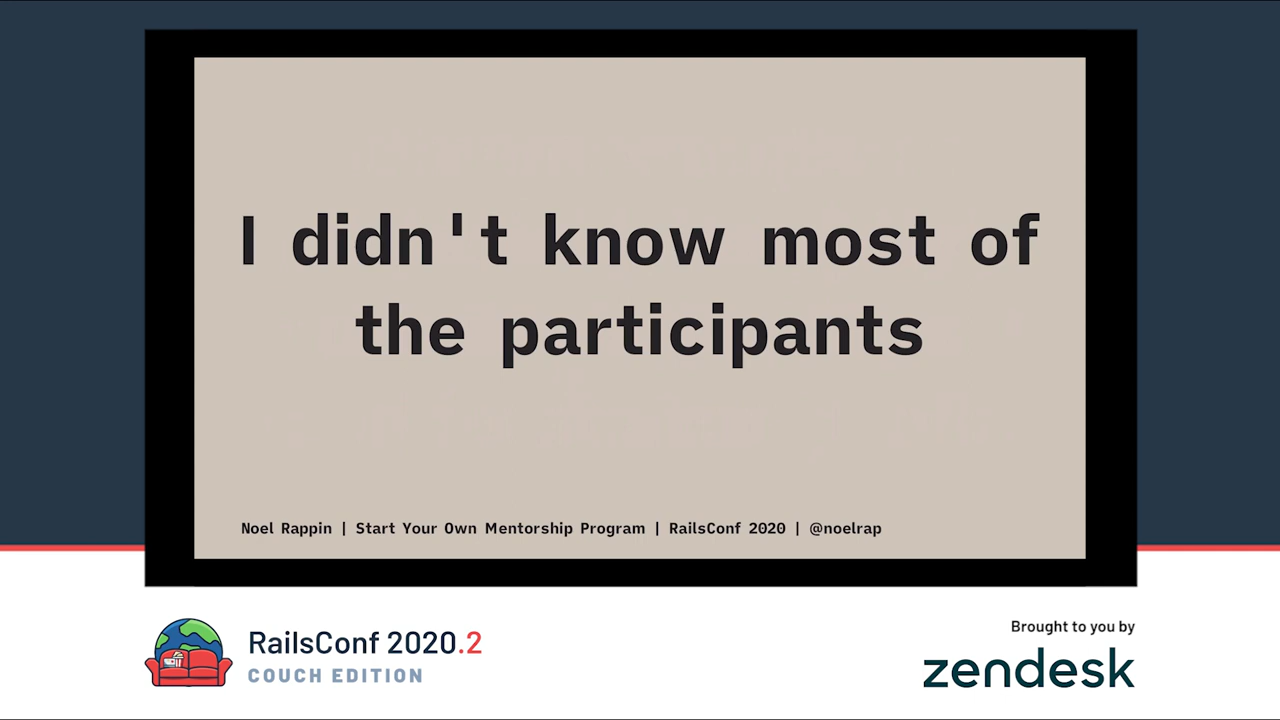 I didn't know most of
the participants
Noel Rappin | Start Your Own Mentorship Program | RailsConf 2020 | @noelrap
RailsConf 2020.2
COUCH EDITION
Brought to you by
zendesk